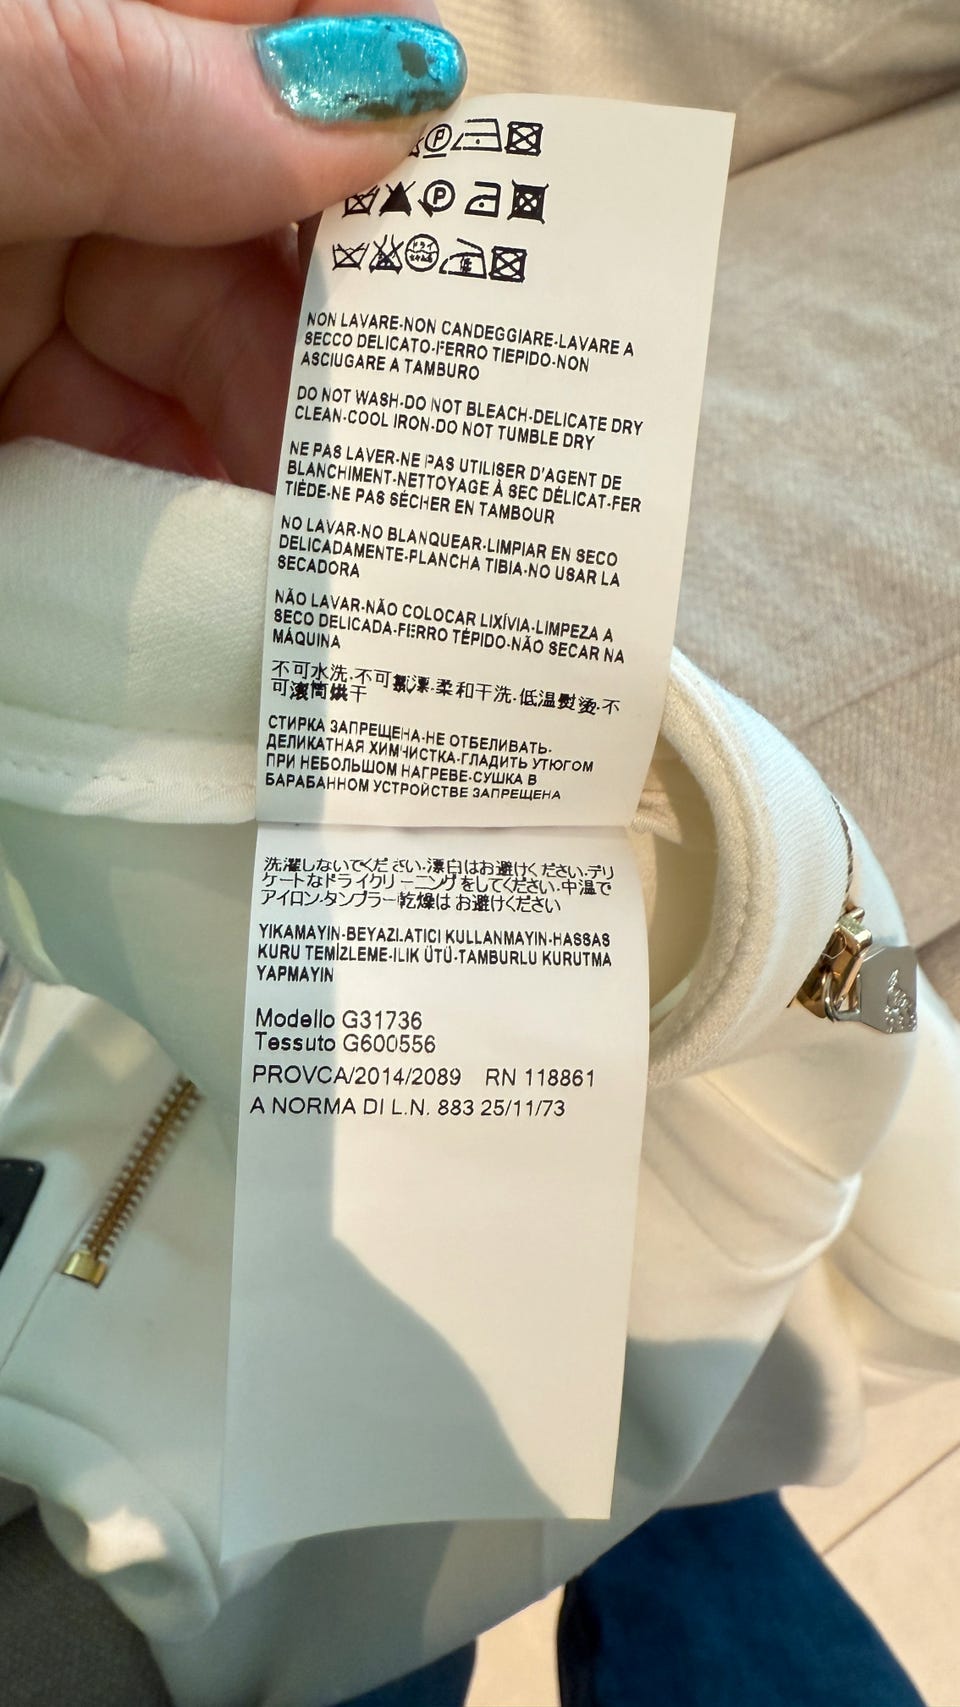 NON LAVARE-NON CANDEGGIARE-LAVARE A
SECCO DELICATO-FERRO TIEPIDO-NON
ASCIUGARE A TAMBURO
DO NOT WASH-DO NOT BLEACH-DELICATE DRY
CLEAN-COOL IRON-DO NOT TUMBLE DRY
NE PAS LAVER-NE PAS UTILISER D'AGENT DE
BLANCHIMENT-NETTOYAGE À SEC DÉLICAT-FER
TIÈDE-NE PAS SÉCHER EN TAMBOUR
NO LAVAR-NO BLANQUEAR-LIMPIAR EN SECO
DELICADAMENTE-PLANCHA TIBIA-NO USAR LA
SECADORA
NÃO LAVAR-NÃO COLOCAR LIXÍVIA-LIMPEZA A
SECO DELICADA-FERRO TÉPIDO-NÃO SECAR NA
MÁQUINA
不可水洗-不可氯漂-柔和干洗-低温熨烫-不
可滚筒烘干
СТИРКА ЗАПРЕЩЕНА-НЕ ОТБЕЛИВАТЬ-
ДЕЛИКАТНАЯ ХИМЧИСТКА-ГЛАДИТЬ УТЮГОМ
ПРИ НЕБОЛЬШОМ НАГРЕВЕ-СУШКА В
БАРАБАННОМ УСТРОЙСТВЕ ЗАПРЕЩЕНА
洗濯しないでください-漂白はお避けください-デリ
ケートなドライクリーニングをしてください-中温で
アイロン-タンブラー乾燥はお避けください
YIKAMAYIN-BEYAZLATICI KULLANMAYIN-HASSAS
KURU TEMİZLEME-ILIK ÜTÜ-TAMBURLU KURUTMA
YAPMAYIN
Modello G31736
Tessuto G600556
PROVCA/2014/2089 RN 118861
A NORMA DI L.N. 883 25/11/73